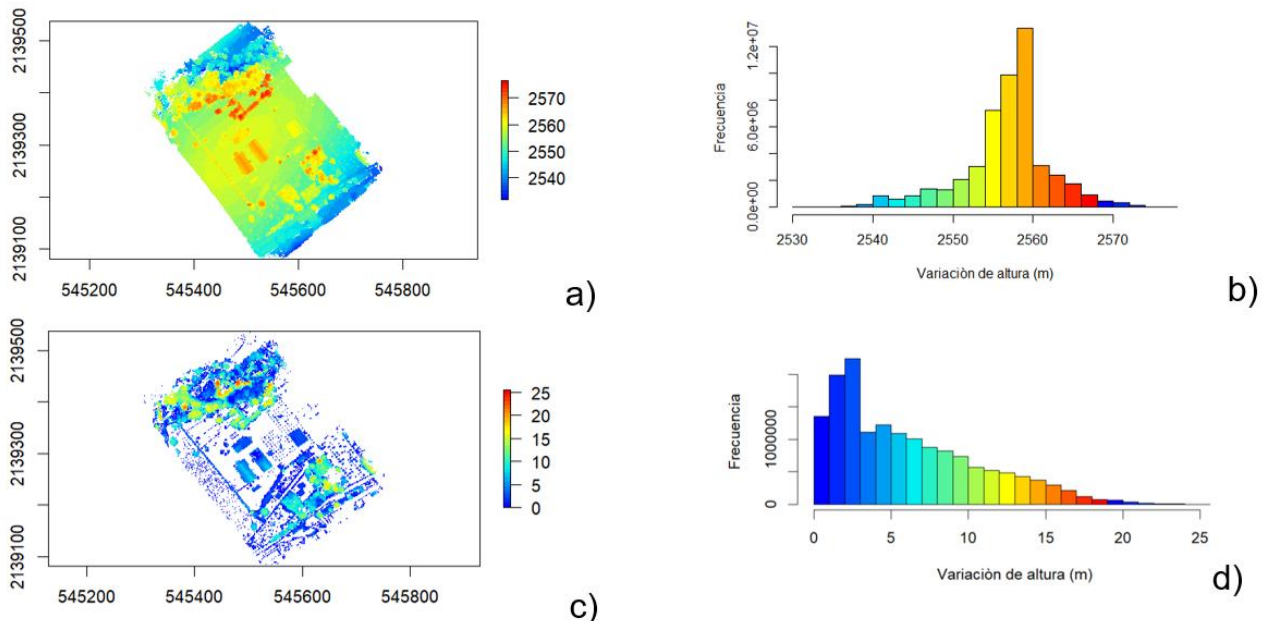 2139100 2139300 2139500
545200 545400 545600 545800
2570
2560
2550
2540
a)
Frecuencia
0.0e+00 6.0e+06 1.2e+07
2530 2540 2550 2560 2570
Variaciòn de altura (m)
b)
2139100 2139300 2139500
545200 545400 545600 545800
25
20
15
10
5
0
c)
Frecuencia
0 1000000
0 5 10 15 20 25
Variaciòn de altura (m)
d)